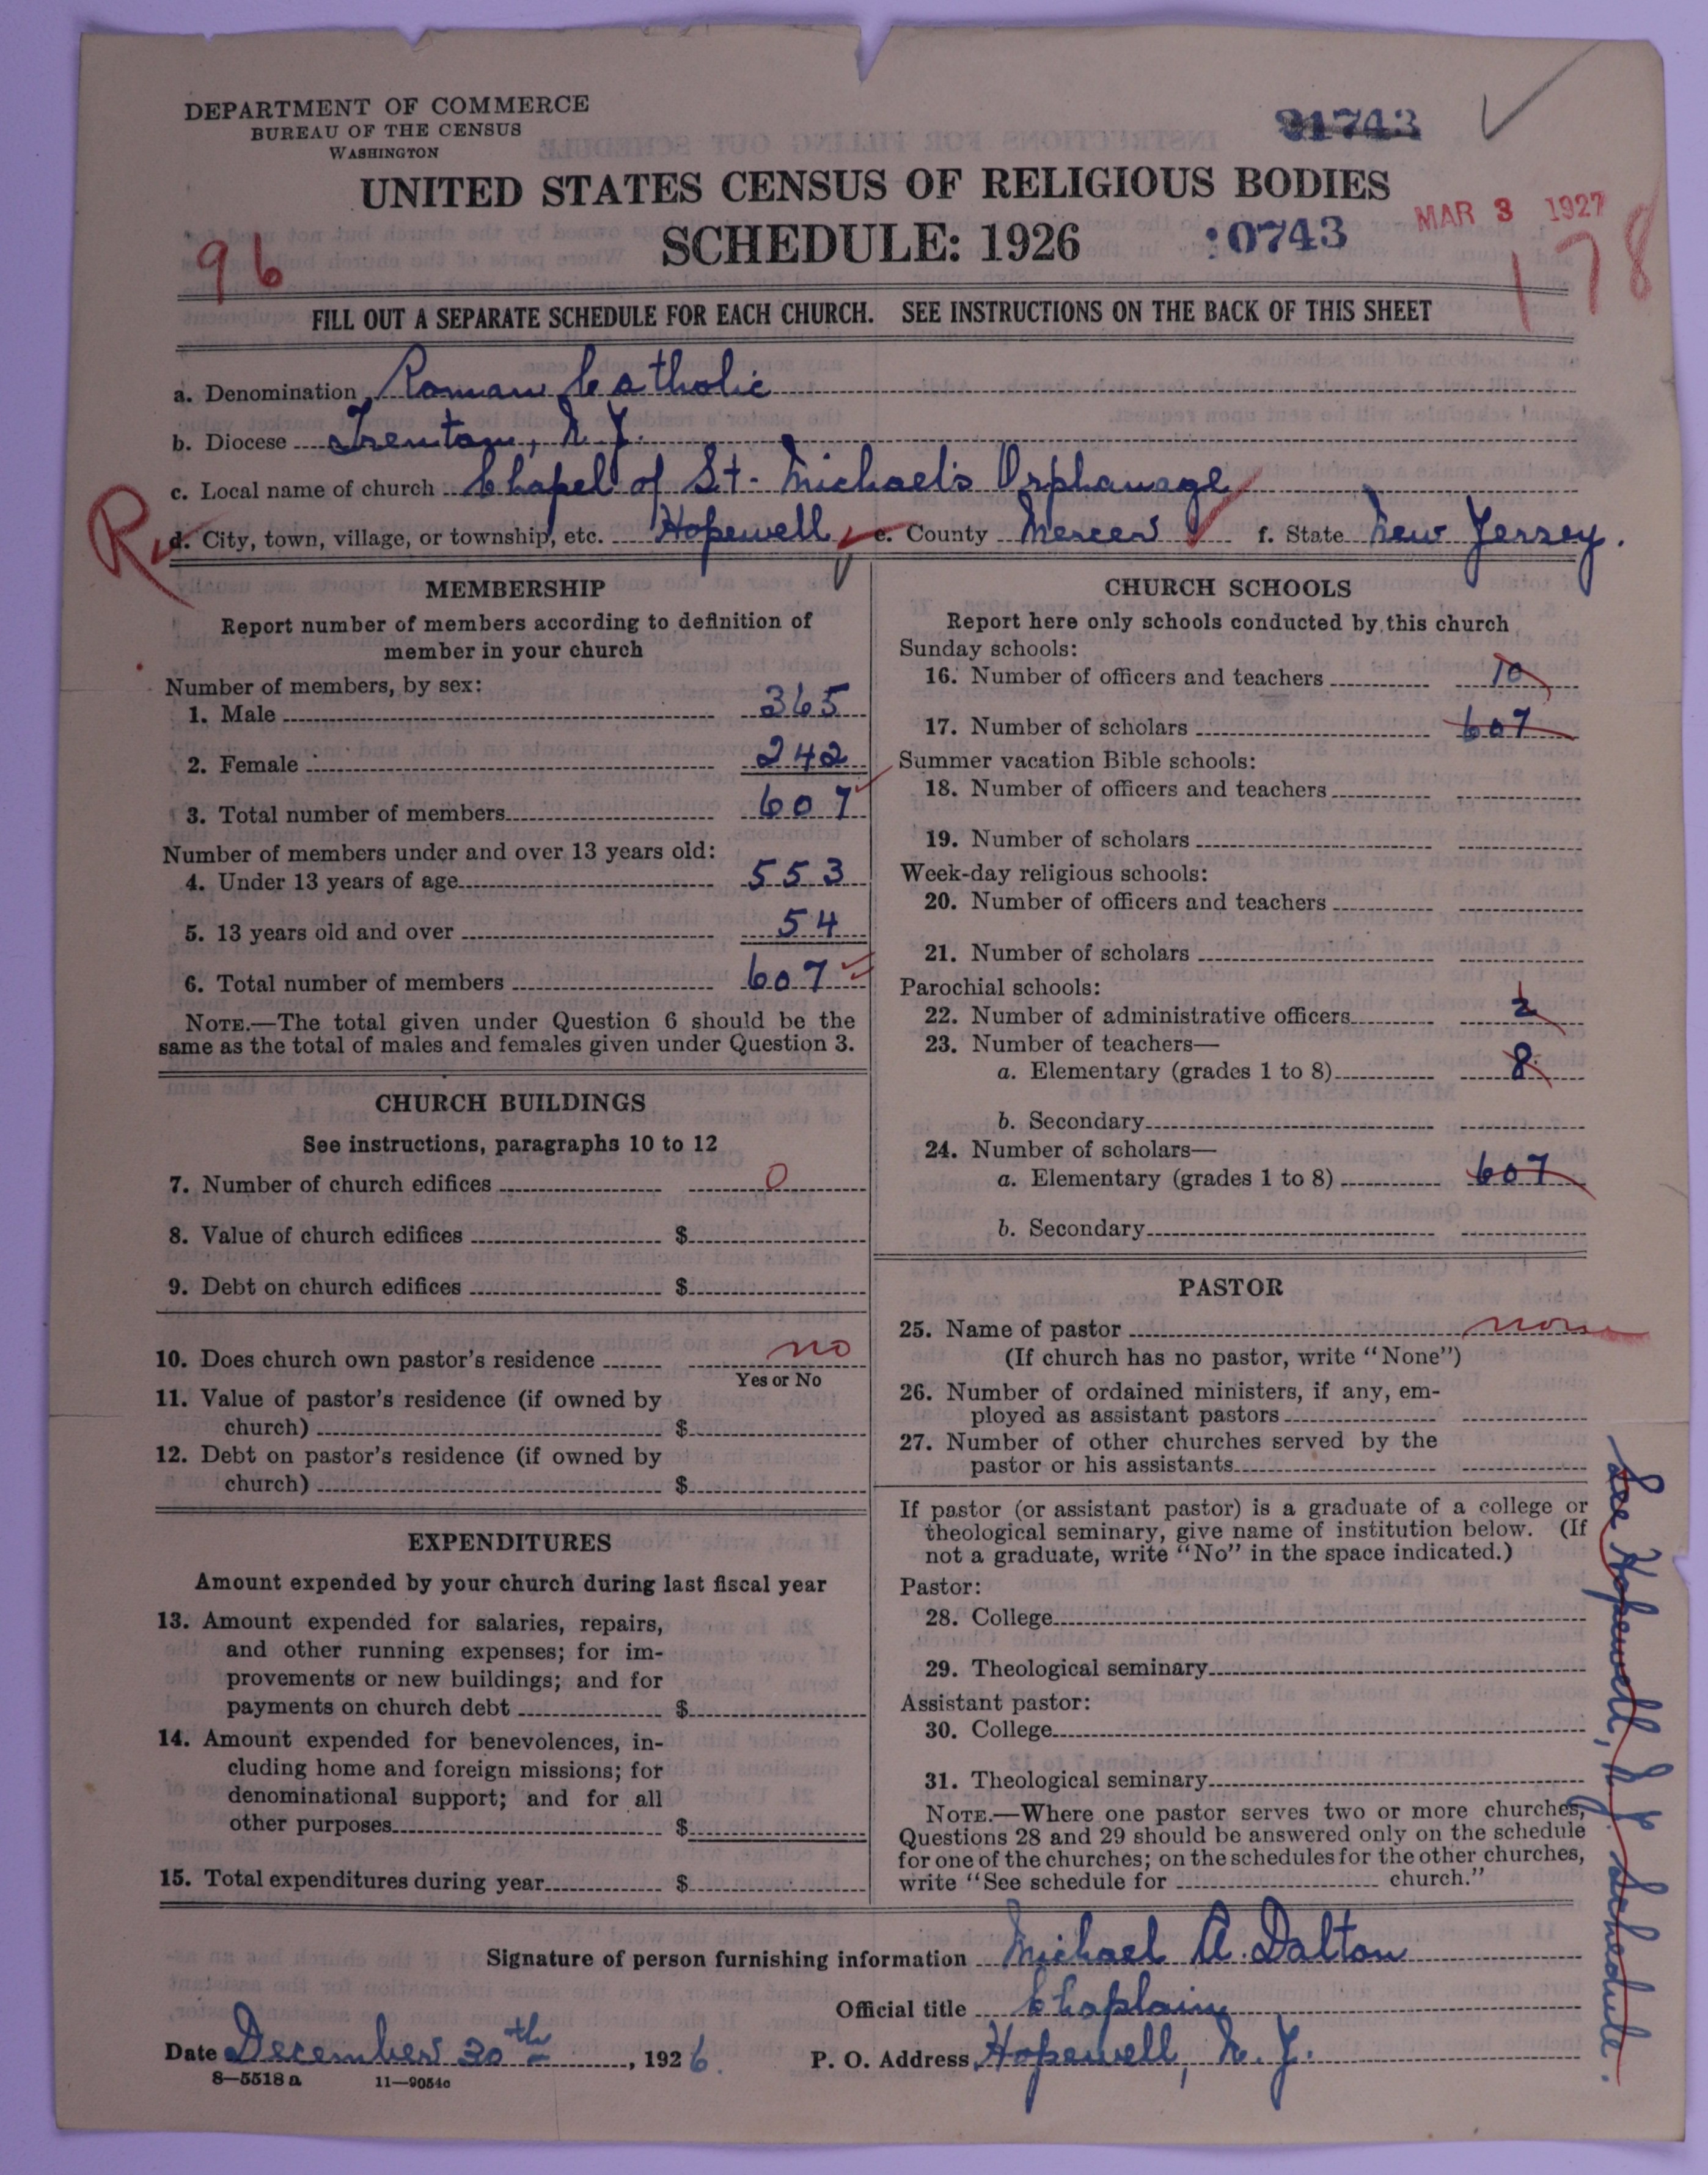 DEPARTMENT OF COMMERCE
BUREAU OF THE CENSUS
WASHINGTON
91743
UNITED STATES CENSUS OF RELIGIOUS BODIES
SCHEDULE: 1926
:0743
MAR 3 1927
96
178
FILL OUT A SEPARATE SCHEDULE FOR EACH CHURCH. SEE INSTRUCTIONS ON THE BACK OF THIS SHEET
a. Denomination Roman Catholic
b. Diocese Trenton, N. J.
c. Local name of church Chapel of St. Michael's Orphanage
R
d. City, town, village, or township, etc. Hopewell e. County Mercer f. State New Jersey.
MEMBERSHIP
Report number of members according to definition of
member in your church
Number of members, by sex:
1. Male 365
2. Female 242
3. Total number of members 607
Number of members under and over 13 years old:
4. Under 13 years of age 553
5. 13 years old and over 54
6. Total number of members 607
NOTE.—The total given under Question 6 should be the
same as the total of males and females given under Question 3.
CHURCH BUILDINGS
See instructions, paragraphs 10 to 12
7. Number of church edifices 0
8. Value of church edifices $
9. Debt on church edifices $
10. Does church own pastor's residence no
Yes or No
11. Value of pastor's residence (if owned by
church) $
12. Debt on pastor's residence (if owned by
church) $
EXPENDITURES
Amount expended by your church during last fiscal year
13. Amount expended for salaries, repairs,
and other running expenses; for im-
provements or new buildings; and for
payments on church debt $
14. Amount expended for benevolences, in-
cluding home and foreign missions; for
denominational support; and for all
other purposes $
15. Total expenditures during year $
CHURCH SCHOOLS
Report here only schools conducted by this church
Sunday schools:
16. Number of officers and teachers 10
17. Number of scholars 607
Summer vacation Bible schools:
18. Number of officers and teachers
19. Number of scholars
Week-day religious schools:
20. Number of officers and teachers
21. Number of scholars
Parochial schools:
22. Number of administrative officers 2
23. Number of teachers—
a. Elementary (grades 1 to 8) 8
b. Secondary
24. Number of scholars—
a. Elementary (grades 1 to 8) 607
b. Secondary
PASTOR
25. Name of pastor none
(If church has no pastor, write "None")
26. Number of ordained ministers, if any, em-
ployed as assistant pastors
27. Number of other churches served by the
pastor or his assistants
If pastor (or assistant pastor) is a graduate of a college or
theological seminary, give name of institution below. (If
not a graduate, write "No" in the space indicated.)
Pastor:
28. College
29. Theological seminary
Assistant pastor:
30. College
31. Theological seminary
NOTE.—Where one pastor serves two or more churches,
Questions 28 and 29 should be answered only on the schedule
for one of the churches; on the schedules for the other churches,
write "See schedule for church."
See Hopewell, N. J. Schedule.
Signature of person furnishing information Michael A. Dalton
Official title Chaplain
Date December 30th, 1926. P. O. Address Hopewell, N. J.
8—5518 a 11—9054c